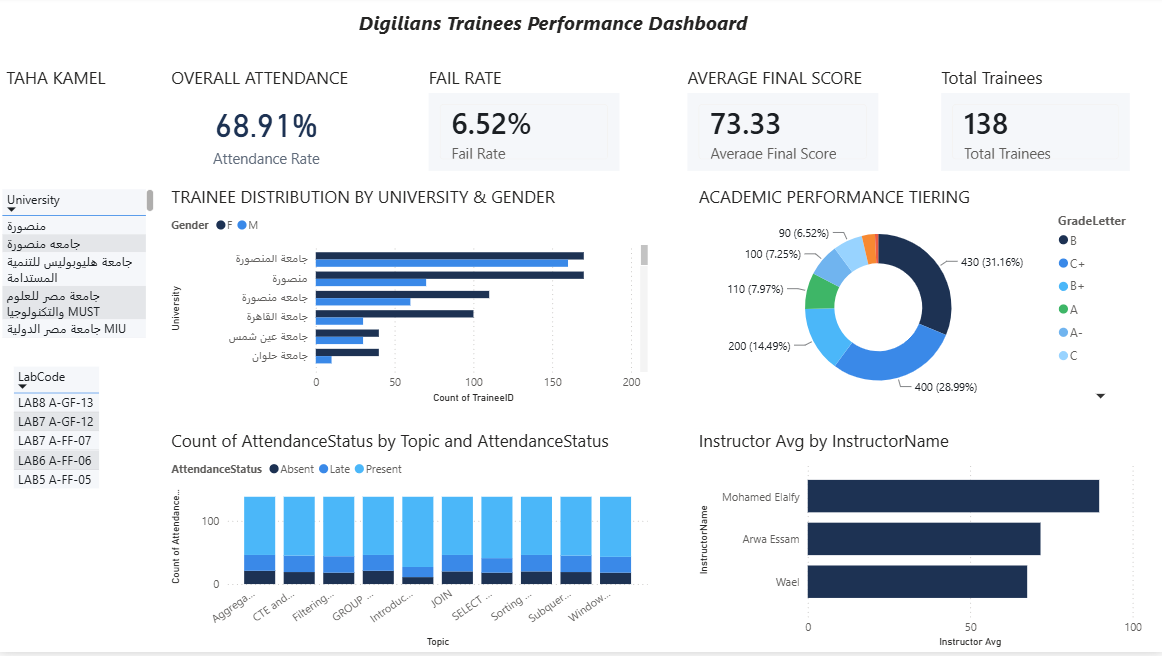 Digilians Trainees Performance Dashboard
TAHA KAMEL
OVERALL ATTENDANCE
68.91%
Attendance Rate
FAIL RATE
6.52%
Fail Rate
AVERAGE FINAL SCORE
73.33
Average Final Score
Total Trainees
138
Total Trainees
University
منصورة
جامعه منصورة
جامعة هليوبوليس للتنمية
المستدامة
جامعة مصر للعلوم
والتكنولوجيا MUST
جامعة مصر الدولية MIU
LabCode
LAB8 A-GF-13
LAB7 A-GF-12
LAB7 A-FF-07
LAB6 A-FF-06
LAB5 A-FF-05
TRAINEE DISTRIBUTION BY UNIVERSITY & GENDER
Gender F M
University
جامعة المنصورة
منصورة
جامعه منصورة
جامعة القاهرة
جامعة عين شمس
جامعة حلوان
0 50 100 150 200
Count of TraineeID
ACADEMIC PERFORMANCE TIERING
90 (6.52%)
100 (7.25%)
110 (7.97%)
200 (14.49%)
430 (31.16%)
400 (28.99%)
GradeLetter
B
C+
B+
A
A-
C
Count of AttendanceStatus by Topic and AttendanceStatus
AttendanceStatus Absent Late Present
Count of Attendance...
100
0
Aggrega... CTE and... Filtering... GROUP ... Introduc... JOIN SELECT ... Sorting ... Subquer... Window...
Topic
Instructor Avg by InstructorName
InstructorName
Mohamed Elalfy
Arwa Essam
Wael
0 50 100
Instructor Avg